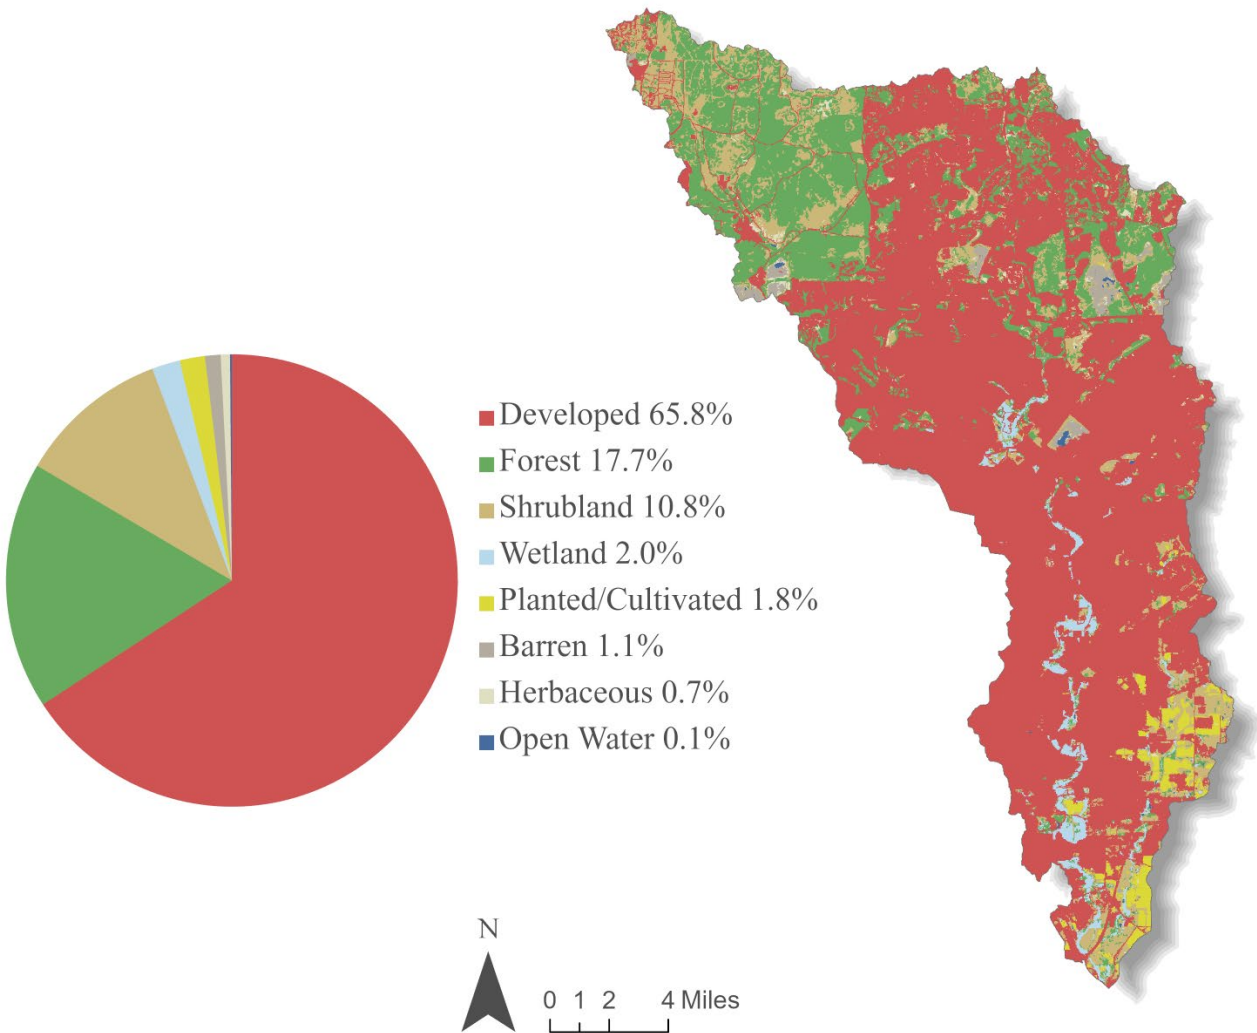 Developed 65.8%
Forest 17.7%
Shrubland 10.8%
Wetland 2.0%
Planted/Cultivated 1.8%
Barren 1.1%
Herbaceous 0.7%
Open Water 0.1%
N
0 1 2 4 Miles